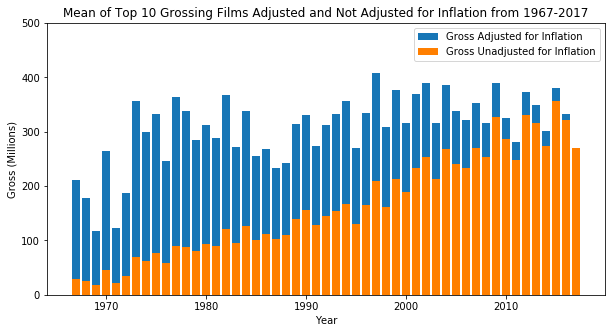 Mean of Top 10 Grossing Films Adjusted and Not Adjusted for Inflation from 1967-2017
Gross Adjusted for Inflation
Gross Unadjusted for Inflation
Gross (Millions)
500
400
300
200
100
0
1970
1980
1990
2000
2010
Year